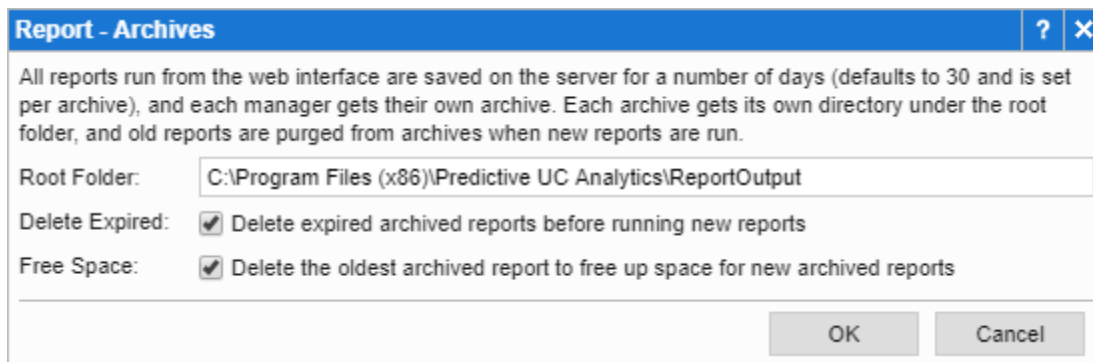 Report - Archives ? ×
All reports run from the web interface are saved on the server for a number of days (defaults to 30 and is set
per archive), and each manager gets their own archive. Each archive gets its own directory under the root
folder, and old reports are purged from archives when new reports are run.
Root Folder: C:\Program Files (x86)\Predictive UC Analytics\ReportOutput
Delete Expired: Delete expired archived reports before running new reports
Free Space: Delete the oldest archived report to free up space for new archived reports
OK Cancel